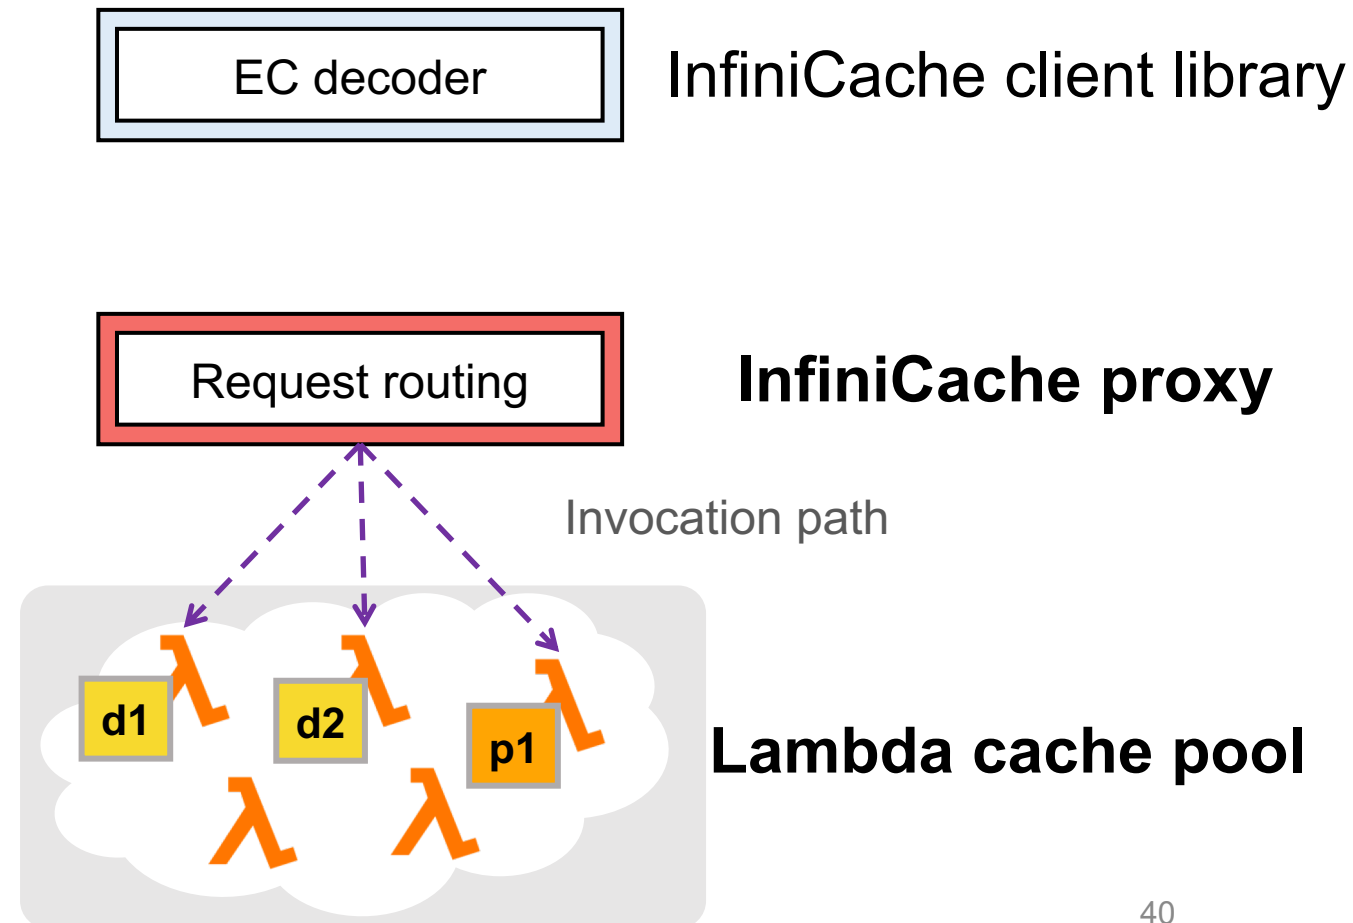 EC decoder
InfiniCache client library
Request routing
InfiniCache proxy
Invocation path
d1
d2
p1
Lambda cache pool
40